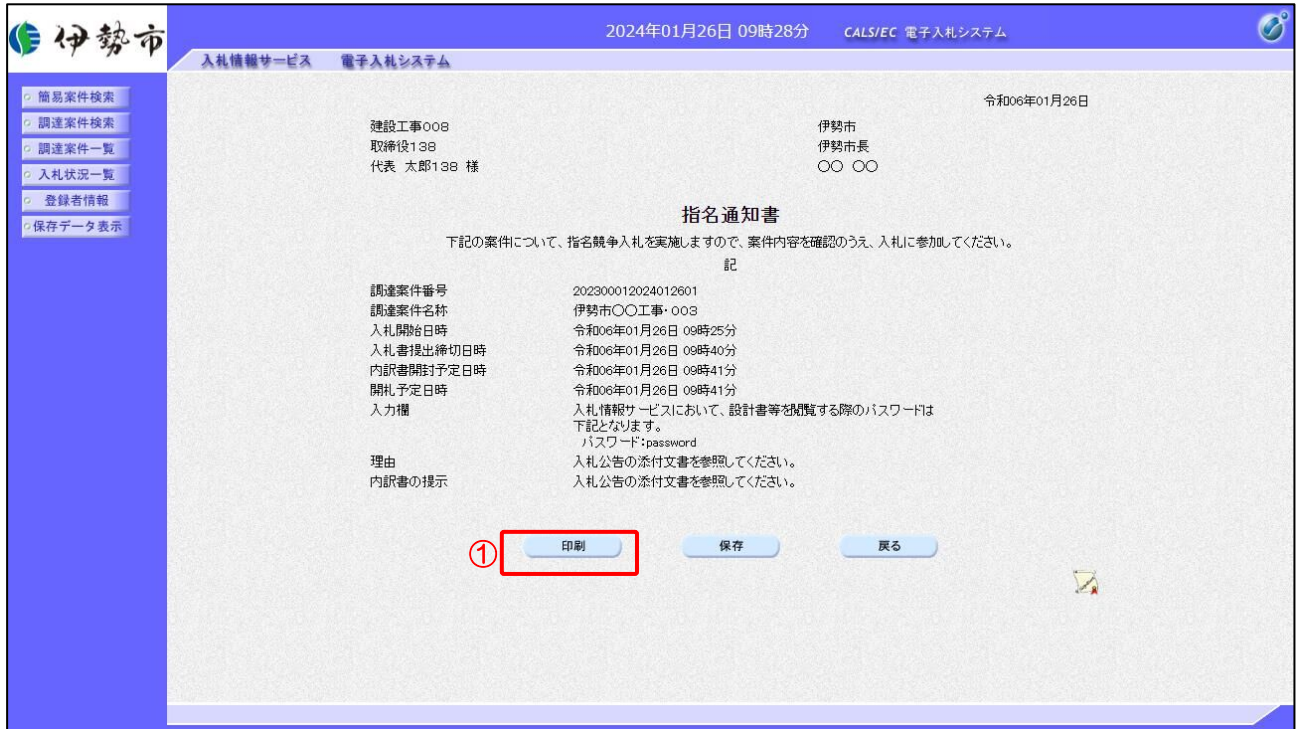 伊勢市
2024年01月26日 09時28分
CALS/EC 電子入札システム
入札情報サービス 電子入札システム
簡易案件検索
調達案件検索
調達案件一覧
入札状況一覧
登録者情報
保存データ表示
令和06年01月26日
建設工事008 伊勢市
取締役138 伊勢市長
代表 太郎138 様 〇〇 〇〇
指名通知書
下記の案件について、指名競争入札を実施しますので、案件内容を確認のうえ、入札に参加してください。
記
調達案件番号 202300012024012601
調達案件名称 伊勢市〇〇工事・003
入札開始日時 令和06年01月26日 09時25分
入札書提出締切日時 令和06年01月26日 09時40分
内訳書開封予定日時 令和06年01月26日 09時41分
開札予定日時 令和06年01月26日 09時41分
入力欄 入札情報サービスにおいて、設計書等を閲覧する際のパスワードは
下記となります。
パスワード:password
理由 入札公告の添付文書を参照してください。
内訳書の提示 入札公告の添付文書を参照してください。
① 印刷 保存 戻る